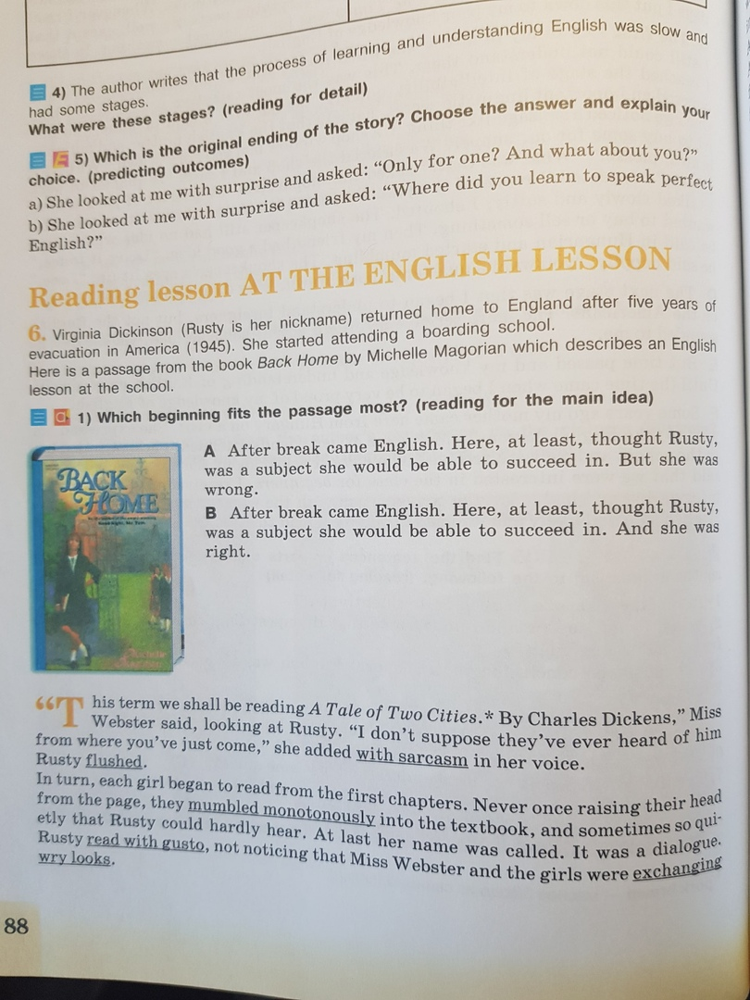 4) The author writes that the process of learning and understanding English was slow and
had some stages.
What were these stages? (reading for detail)
5) Which is the original ending of the story? Choose the answer and explain your
choice. (predicting outcomes)
a) She looked at me with surprise and asked: “Only for one? And what about you?”
b) She looked at me with surprise and asked: “Where did you learn to speak perfect
English?”
Reading lesson AT THE ENGLISH LESSON
6. Virginia Dickinson (Rusty is her nickname) returned home to England after five years of
evacuation in America (1945). She started attending a boarding school.
Here is a passage from the book Back Home by Michelle Magorian which describes an English
lesson at the school.
1) Which beginning fits the passage most? (reading for the main idea)
BACK
HOME
A After break came English. Here, at least, thought Rusty,
was a subject she would be able to succeed in. But she was
wrong.
B After break came English. Here, at least, thought Rusty,
was a subject she would be able to succeed in. And she was
right.
“This term we shall be reading A Tale of Two Cities.* By Charles Dickens,” Miss
Webster said, looking at Rusty. “I don’t suppose they’ve ever heard of him
from where you’ve just come,” she added with sarcasm in her voice.
Rusty flushed.
In turn, each girl began to read from the first chapters. Never once raising their head
from the page, they mumbled monotonously into the textbook, and sometimes so qui-
etly that Rusty could hardly hear. At last her name was called. It was a dialogue.
Rusty read with gusto, not noticing that Miss Webster and the girls were exchanging
wry looks.
88